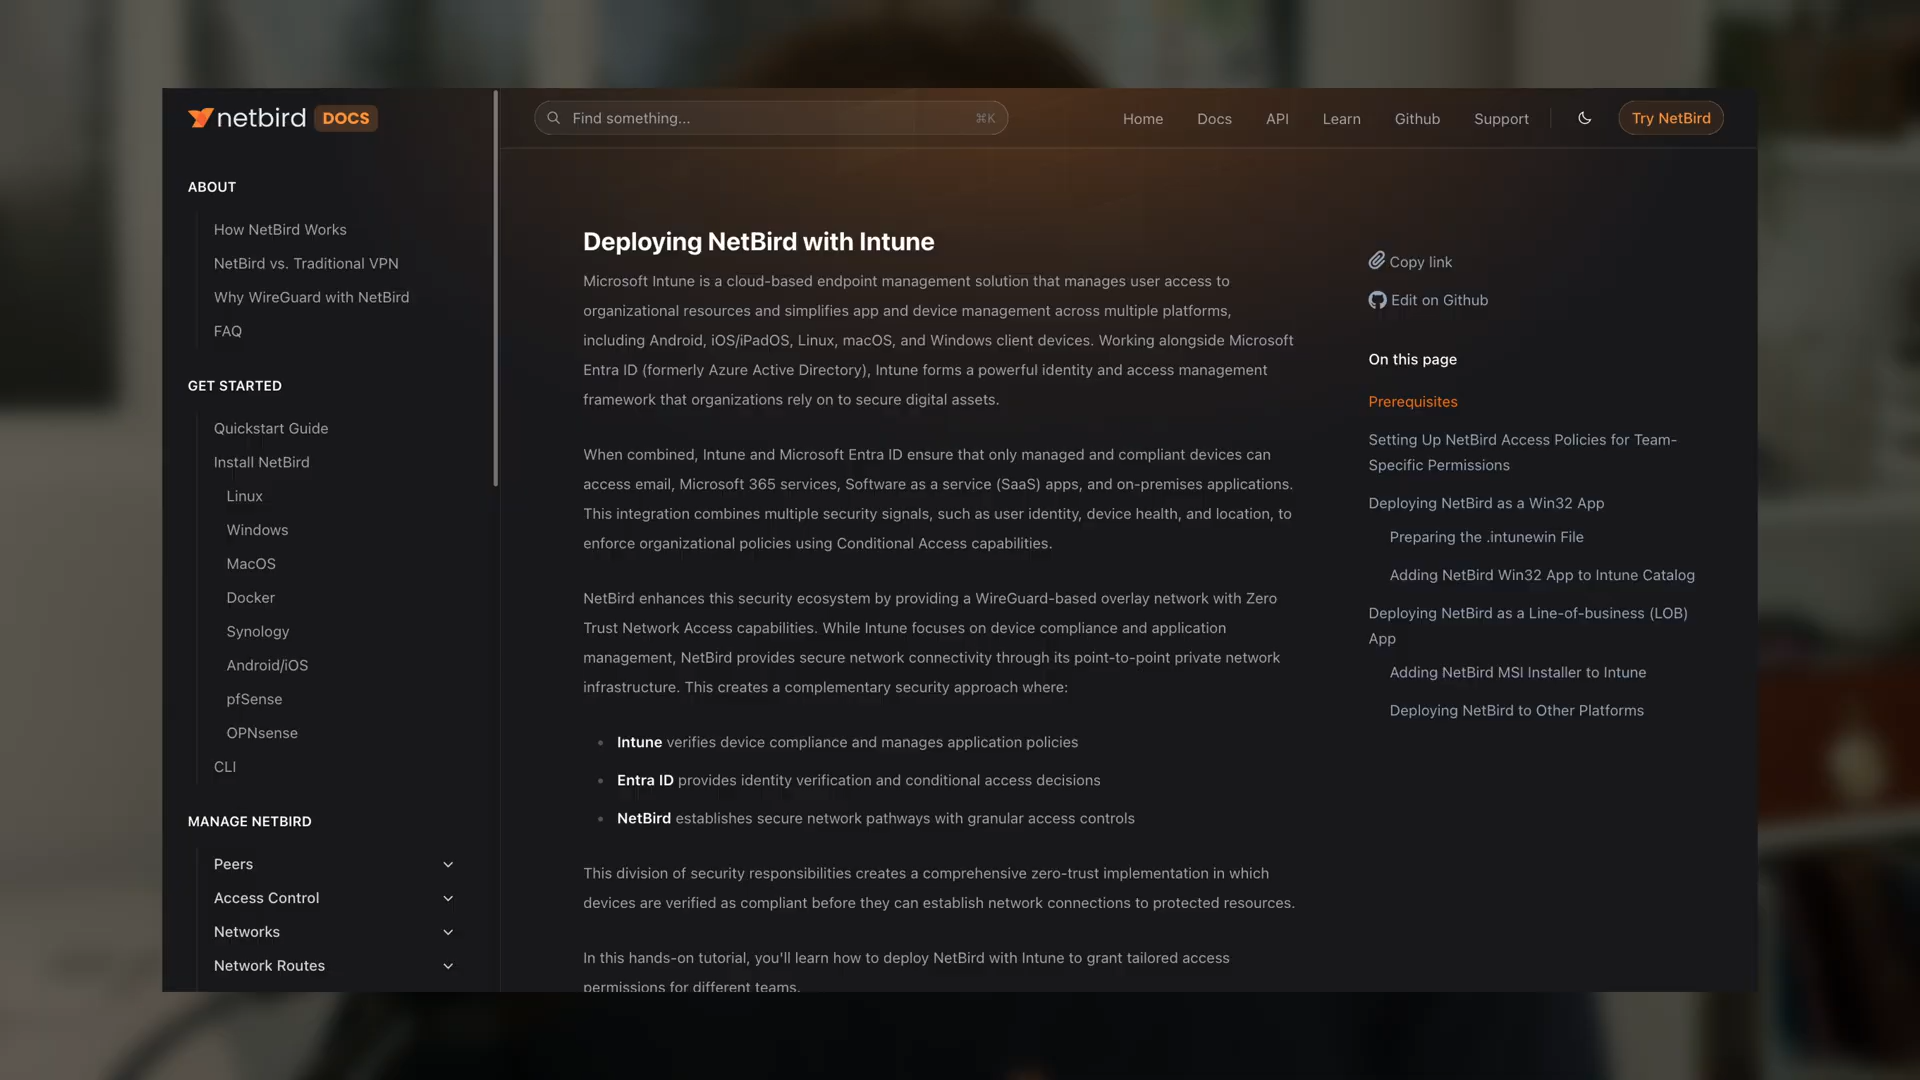 netbird DOCS
Find something...
⌘K
Home
Docs
API
Learn
Github
Support
Try NetBird
ABOUT
How NetBird Works
NetBird vs. Traditional VPN
Why WireGuard with NetBird
FAQ
GET STARTED
Quickstart Guide
Install NetBird
Linux
Windows
MacOS
Docker
Synology
Android/iOS
pfSense
OPNsense
CLI
MANAGE NETBIRD
Peers
Access Control
Networks
Network Routes
Deploying NetBird with Intune
Microsoft Intune is a cloud-based endpoint management solution that manages user access to
organizational resources and simplifies app and device management across multiple platforms,
including Android, iOS/iPadOS, Linux, macOS, and Windows client devices. Working alongside Microsoft
Entra ID (formerly Azure Active Directory), Intune forms a powerful identity and access management
framework that organizations rely on to secure digital assets.
When combined, Intune and Microsoft Entra ID ensure that only managed and compliant devices can
access email, Microsoft 365 services, Software as a service (SaaS) apps, and on-premises applications.
This integration combines multiple security signals, such as user identity, device health, and location, to
enforce organizational policies using Conditional Access capabilities.
NetBird enhances this security ecosystem by providing a WireGuard-based overlay network with Zero
Trust Network Access capabilities. While Intune focuses on device compliance and application
management, NetBird provides secure network connectivity through its point-to-point private network
infrastructure. This creates a complementary security approach where:
Intune verifies device compliance and manages application policies
Entra ID provides identity verification and conditional access decisions
NetBird establishes secure network pathways with granular access controls
This division of security responsibilities creates a comprehensive zero-trust implementation in which
devices are verified as compliant before they can establish network connections to protected resources.
In this hands-on tutorial, you'll learn how to deploy NetBird with Intune to grant tailored access
permissions for different teams.
Copy link
Edit on Github
On this page
Prerequisites
Setting Up NetBird Access Policies for Team-
Specific Permissions
Deploying NetBird as a Win32 App
Preparing the .intunewin File
Adding NetBird Win32 App to Intune Catalog
Deploying NetBird as a Line-of-business (LOB)
App
Adding NetBird MSI Installer to Intune
Deploying NetBird to Other Platforms